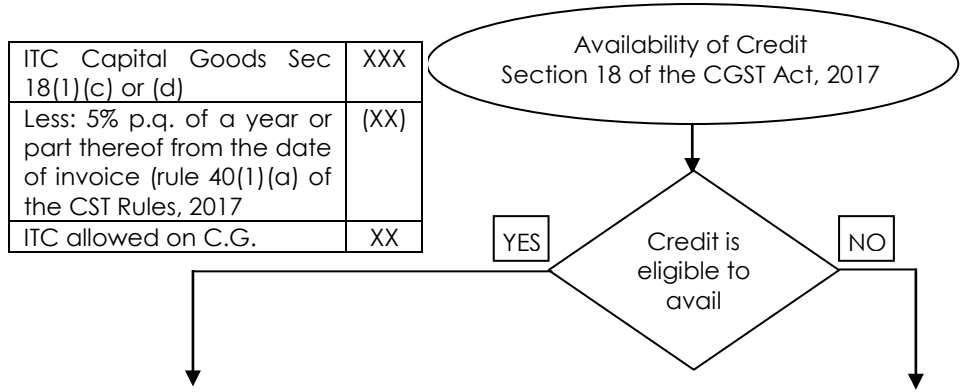 ITC Capital Goods Sec
18(1)(c) or (d)
XXX
Less: 5% p.q. of a year or
part thereof from the date
of invoice (rule 40(1)(a) of
the CST Rules, 2017
(XX)
ITC allowed on C.G.
XX
Availability of Credit
Section 18 of the CGST Act, 2017
YES
Credit is
eligible to
avail
NO